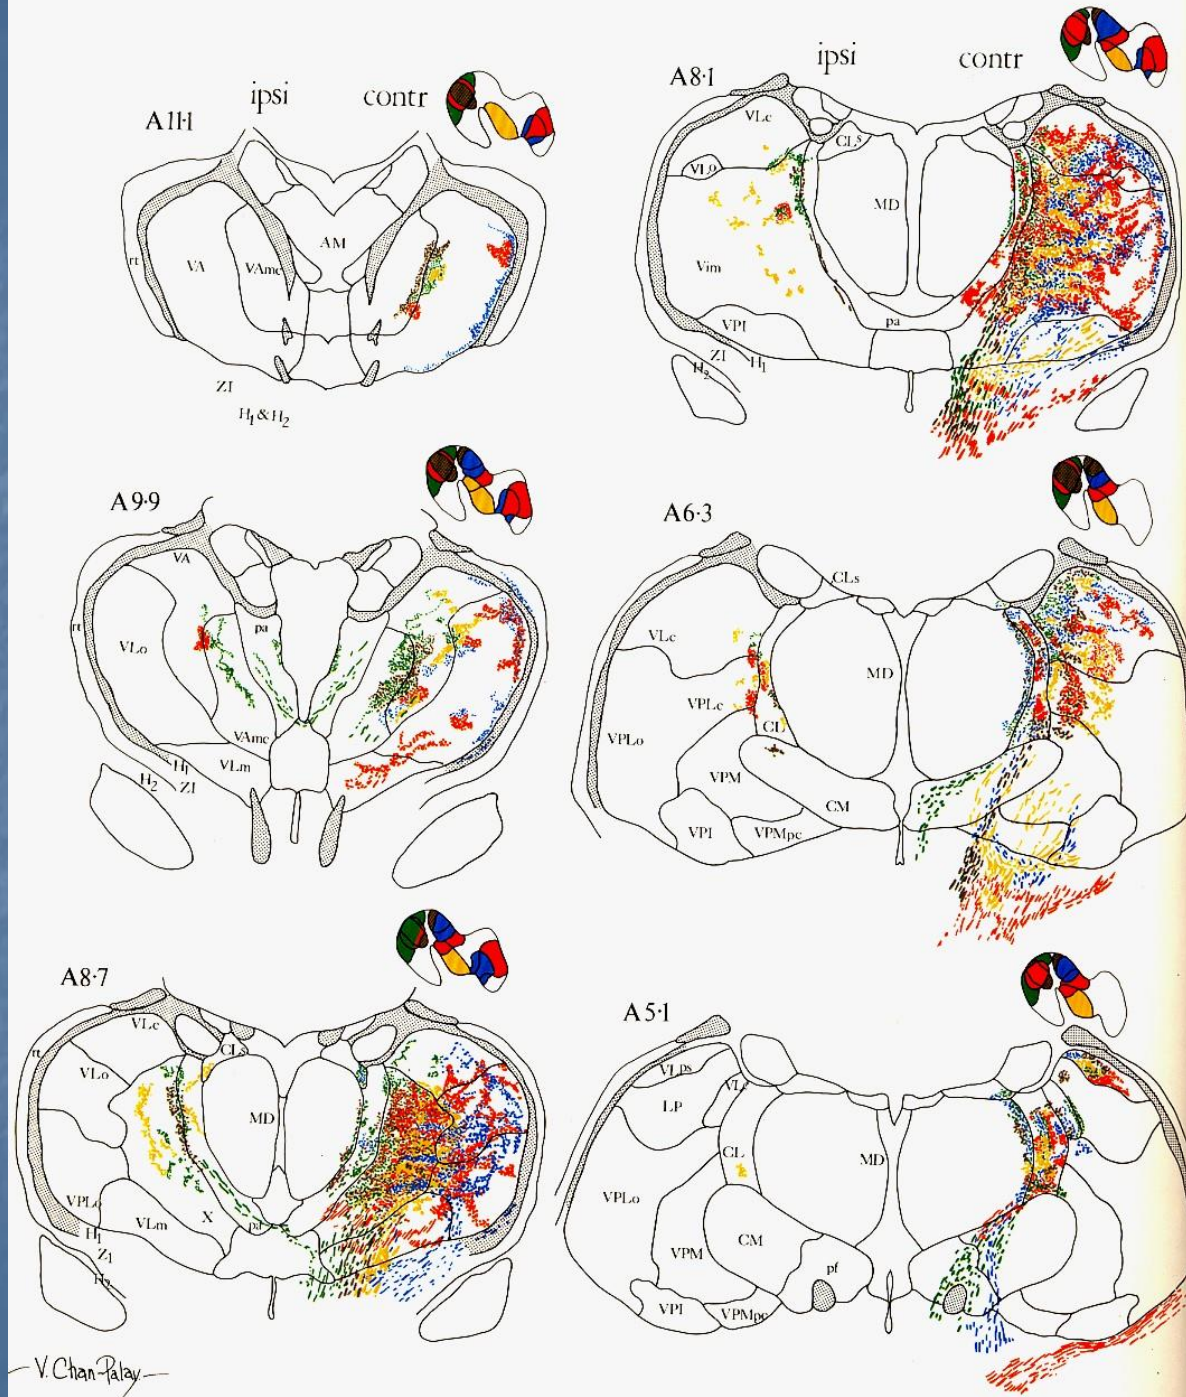 ipsi contr
A11·1
AM
rt VA VAmc
ZI
H1 & H2
A9·9
VA
rt pa
VLo
VAmc
H1 VLm
H2 ZI
A8·7
VLc
rt CLs
VLo
MD
VPLo
VLm X pa
H1
ZI
H2
V. Chan-Palay
ipsi contr
A8·1
VLc
CLs
VLo
MD
Vim
pa
VPI
ZI H1
H2
A6·3
CLs
VLc
MD
VPLc
CL
VPLo
VPM
CM
VPI VPMpc
A5·1
VLps
VLc
LP
CL MD
VPLo
CM
VPM
pf
VPI VPMpc